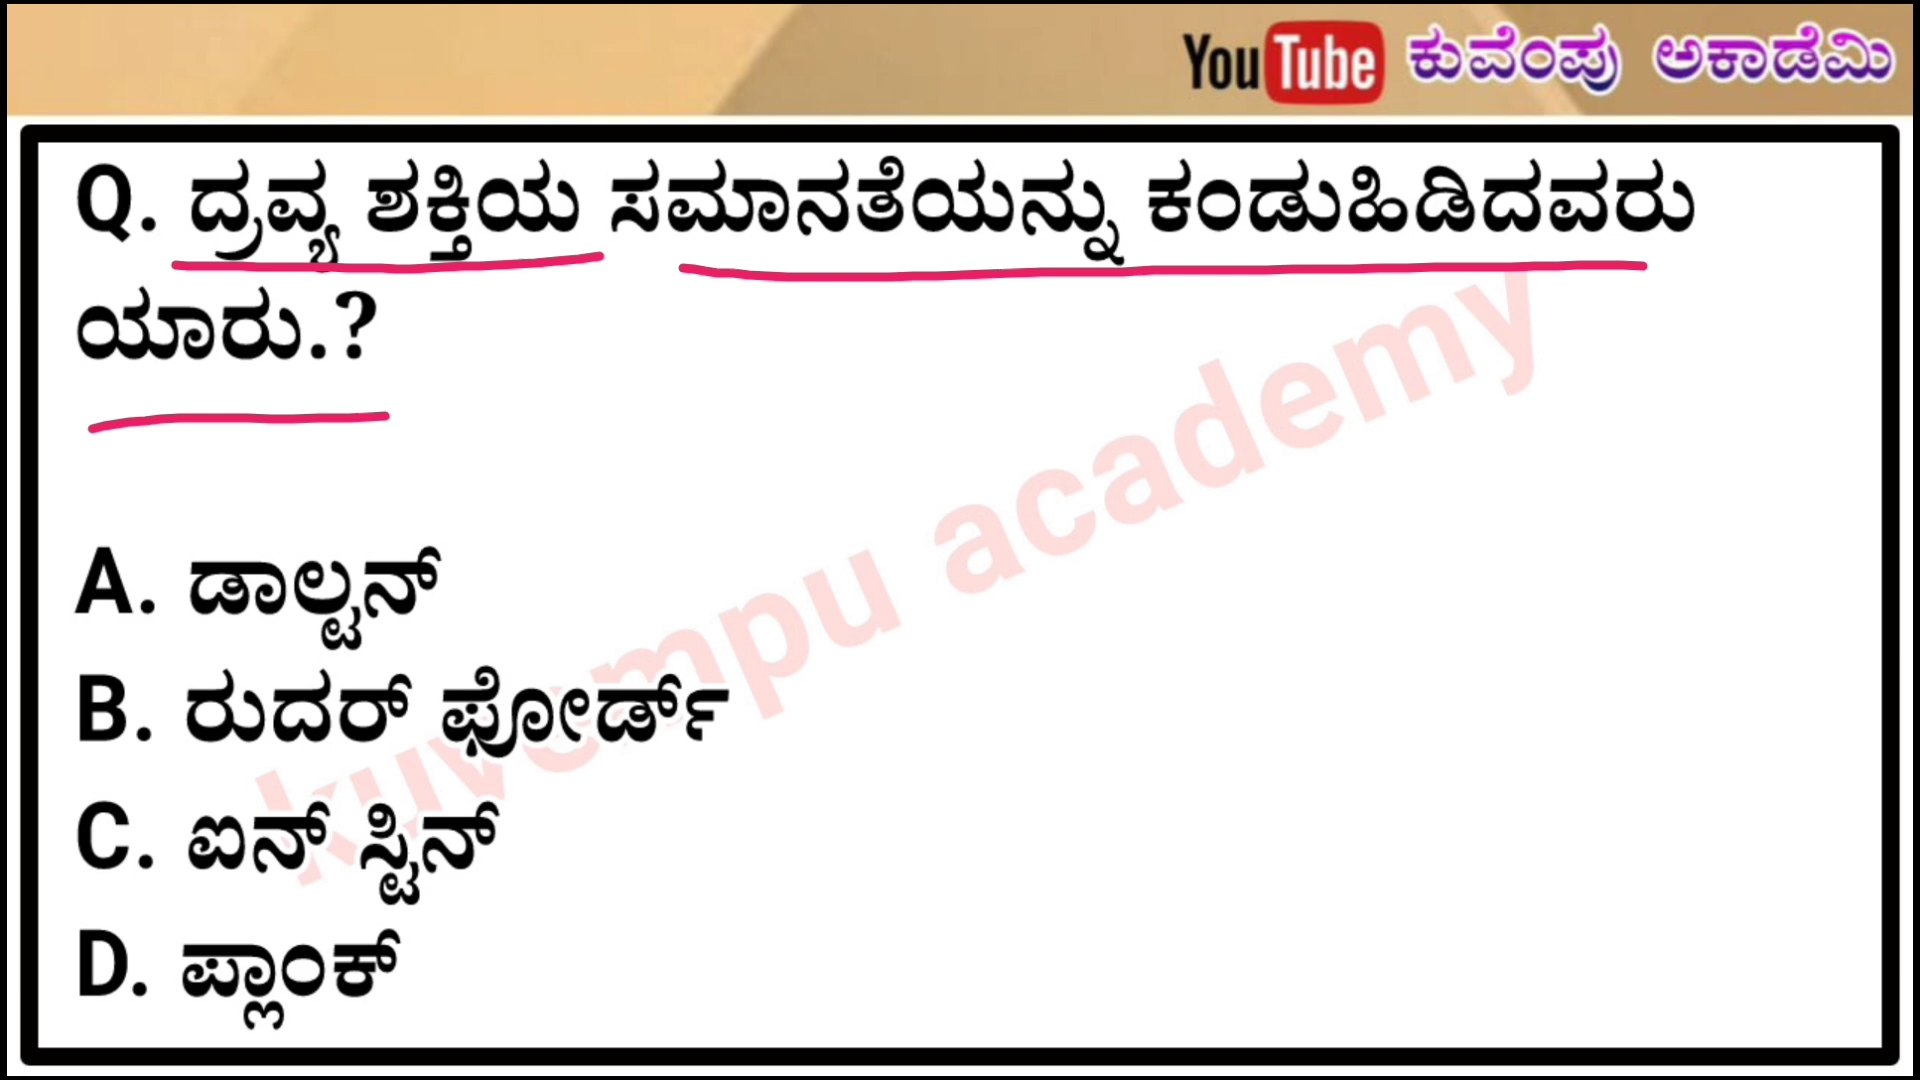 YouTube ಕುವೆಂಪು ಅಕಾಡೆಮಿ
Q. ದ್ರವ್ಯ ಶಕ್ತಿಯ ಸಮಾನತೆಯನ್ನು ಕಂಡುಹಿಡಿದವರು
ಯಾರು.?
A. ಡಾಲ್ಟನ್
B. ರುದರ್ ಫೋರ್ಡ್
C. ಐನ್ ಸ್ಟಿನ್
D. ಪ್ಲಾಂಕ್
kuvempu academy